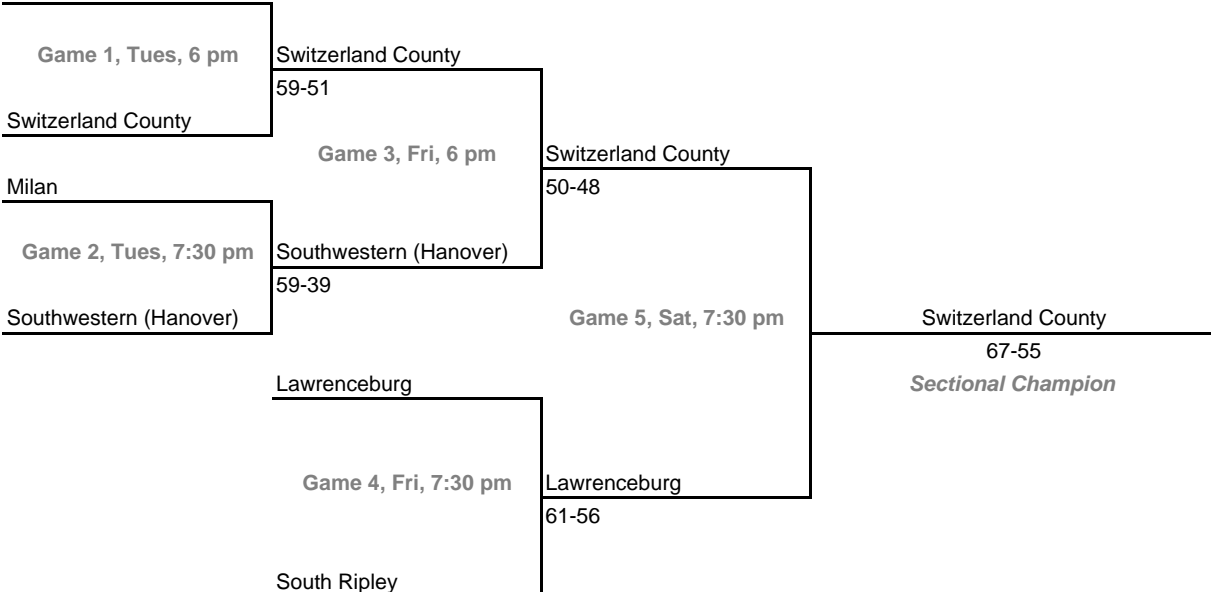 Game 1, Tues, 6 pm
Switzerland County
59-51
Switzerland County
Game 3, Fri, 6 pm
Switzerland County
50-48
Milan
Game 2, Tues, 7:30 pm
Southwestern (Hanover)
59-39
Southwestern (Hanover)
Game 5, Sat, 7:30 pm
Switzerland County
67-55
Sectional Champion
Lawrenceburg
Game 4, Fri, 7:30 pm
Lawrenceburg
61-56
South Ripley